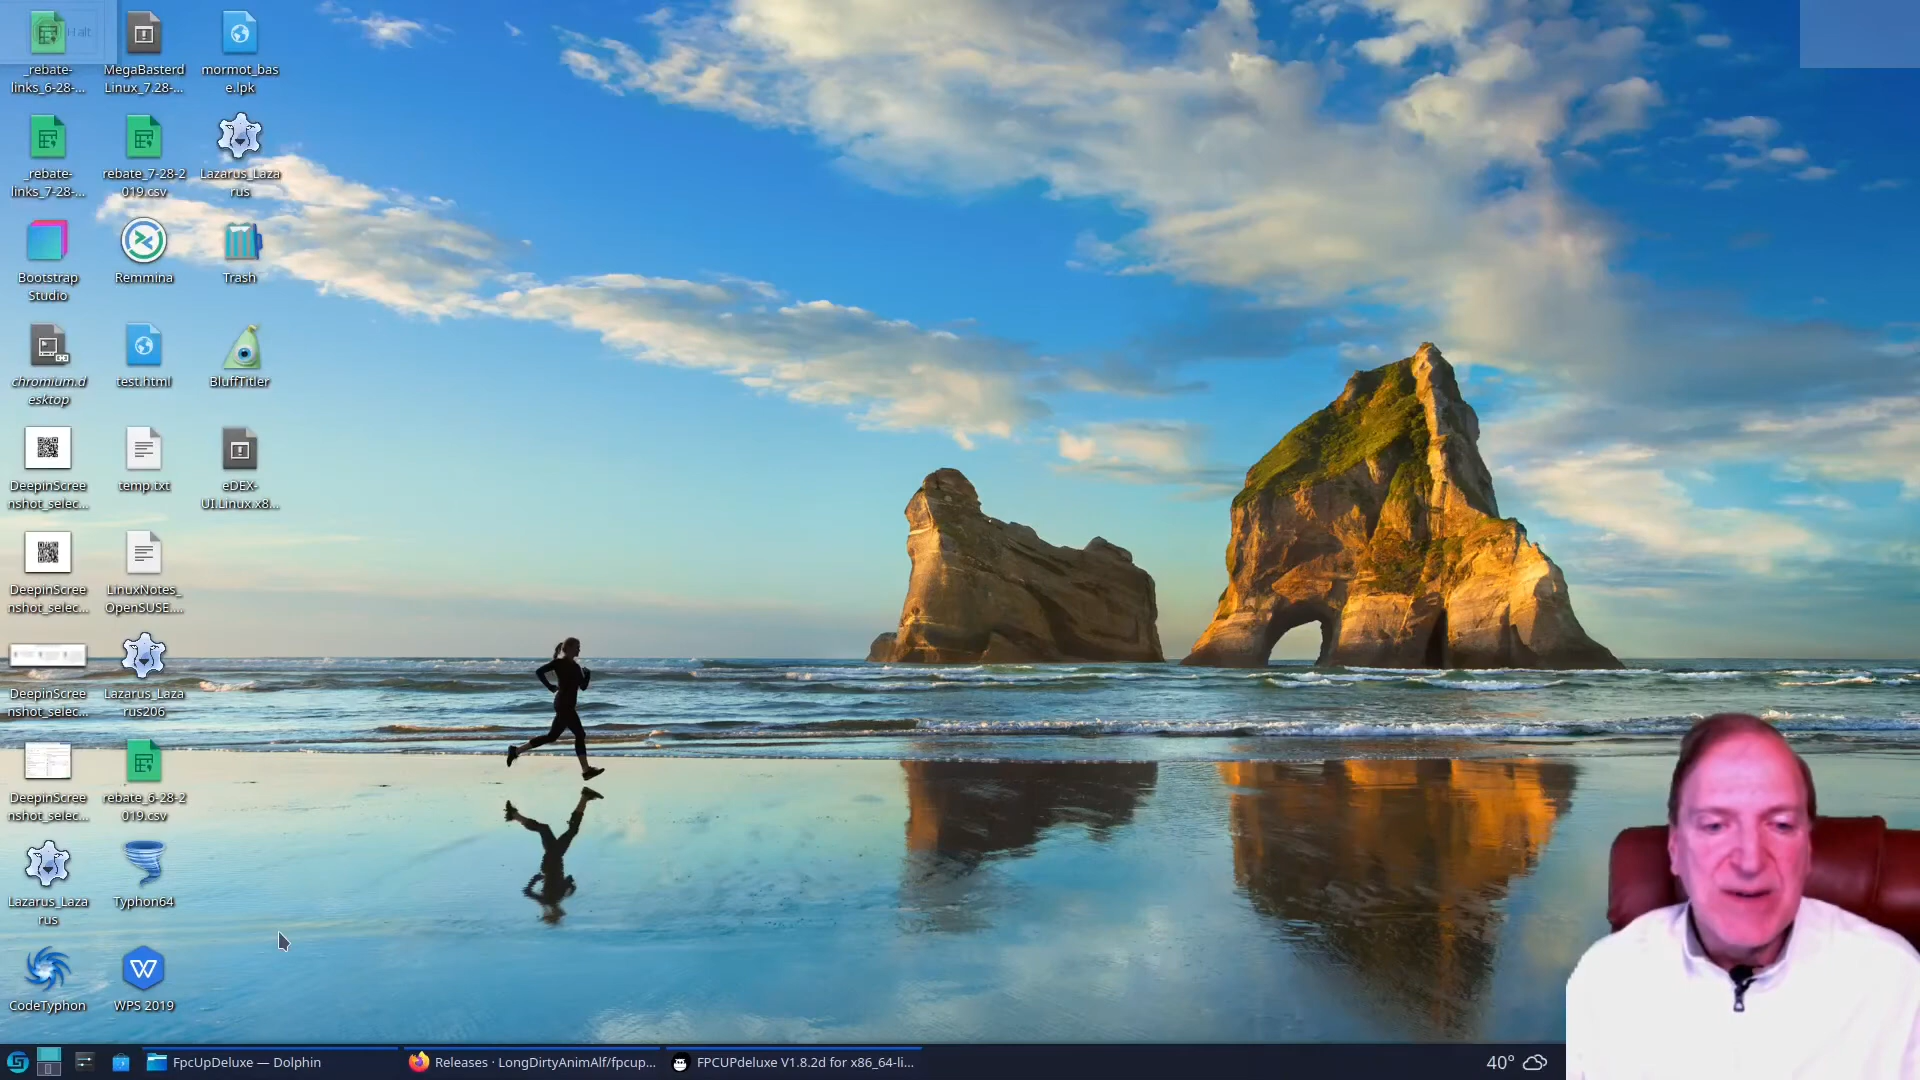 Halt
_rebate-
links_6-28-...
MegaBasterd
Linux_7.28-...
mormot_bas
e.lpk
_rebate-
links_7-28-...
rebate_7-28-2
019.csv
Lazarus_Laza
rus
Bootstrap
Studio
Remmina
Trash
chromium.d
esktop
test.html
BluffTitler
DeepinScree
nshot_selec...
temp.txt
eDEX-
UI.Linux.x8...
DeepinScree
nshot_selec...
LinuxNotes_
OpenSUSE....
DeepinScree
nshot_selec...
Lazarus_Laza
rus206
DeepinScree
nshot_selec...
rebate_6-28-2
019.csv
Lazarus_Laza
rus
Typhon64
CodeTyphon
WPS 2019
FpcUpDeluxe — Dolphin
Releases · LongDirtyAnimAlf/fpcup...
FPCUPdeluxe V1.8.2d for x86_64-li...
40°